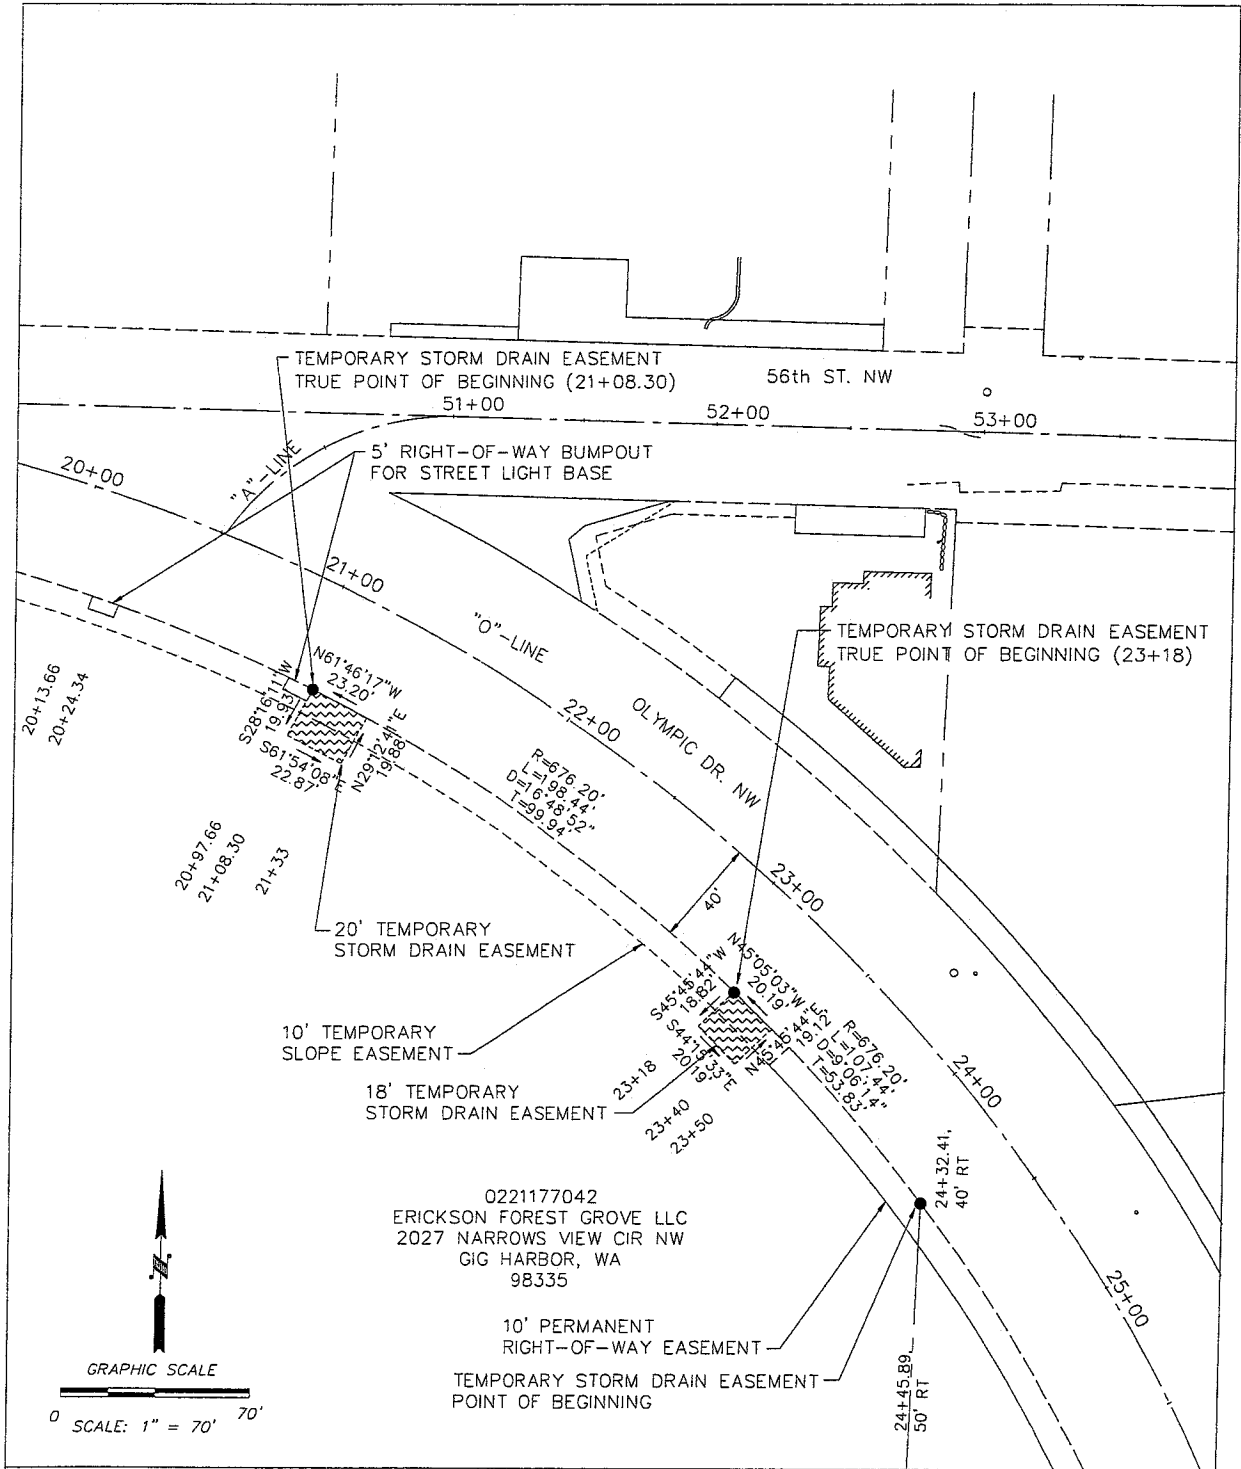 TEMPORARY STORM DRAIN EASEMENT
TRUE POINT OF BEGINNING (21+08.30)
56th ST. NW
51+00
52+00
53+00
5' RIGHT-OF-WAY BUMPOUT
FOR STREET LIGHT BASE
"A"-LINE
20+00
21+00
"O"-LINE
TEMPORARY STORM DRAIN EASEMENT
TRUE POINT OF BEGINNING (23+18)
20+13.66
20+24.34
N61°46'17"W
23.20'
S28°16'11"W
19.93'
S61°54'08"E
22.87'
N29°12'41"E
19.88'
22+00
OLYMPIC DR. NW
R=676.20'
L=198.44'
D=16°48'52"
T=99.94'
20+97.66
21+08.30
21+33
23+00
40'
20' TEMPORARY
STORM DRAIN EASEMENT
N45°05'03"W
20.19'
S45°45'44"W
18.82'
S44°15'33"E
20.19'
N45°45'44"E
19.12'
R=676.20'
L=107.44'
D=9°06'14"
T=53.83'
10' TEMPORARY
SLOPE EASEMENT
18' TEMPORARY
STORM DRAIN EASEMENT
23+18
23+40
23+50
24+00
24+32.41,
40' RT
0221177042
ERICKSON FOREST GROVE LLC
2027 NARROWS VIEW CIR NW
GIG HARBOR, WA
98335
25+00
10' PERMANENT
RIGHT-OF-WAY EASEMENT
TEMPORARY STORM DRAIN EASEMENT
POINT OF BEGINNING
24+45.89,
50' RT
N
GRAPHIC SCALE
0 70'
SCALE: 1" = 70'